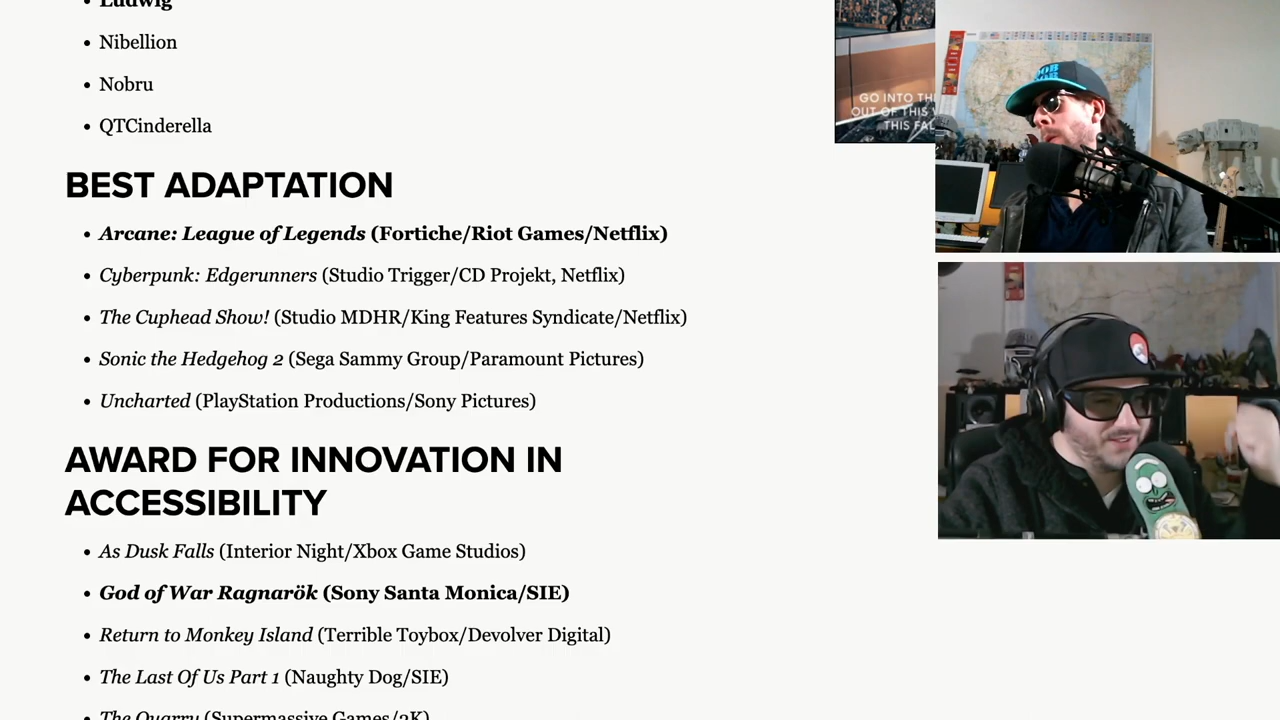 Ludwig
Nibellion
Nobru
QTCinderella
BEST ADAPTATION
Arcane: League of Legends (Fortiche/Riot Games/Netflix)
Cyberpunk: Edgerunners (Studio Trigger/CD Projekt, Netflix)
The Cuphead Show! (Studio MDHR/King Features Syndicate/Netflix)
Sonic the Hedgehog 2 (Sega Sammy Group/Paramount Pictures)
Uncharted (PlayStation Productions/Sony Pictures)
AWARD FOR INNOVATION IN
ACCESSIBILITY
As Dusk Falls (Interior Night/Xbox Game Studios)
God of War Ragnarök (Sony Santa Monica/SIE)
Return to Monkey Island (Terrible Toybox/Devolver Digital)
The Last Of Us Part 1 (Naughty Dog/SIE)
The Quarry (Supermassive Games/2K)
GO INTO TH
OUT OF THIS
THIS FAL